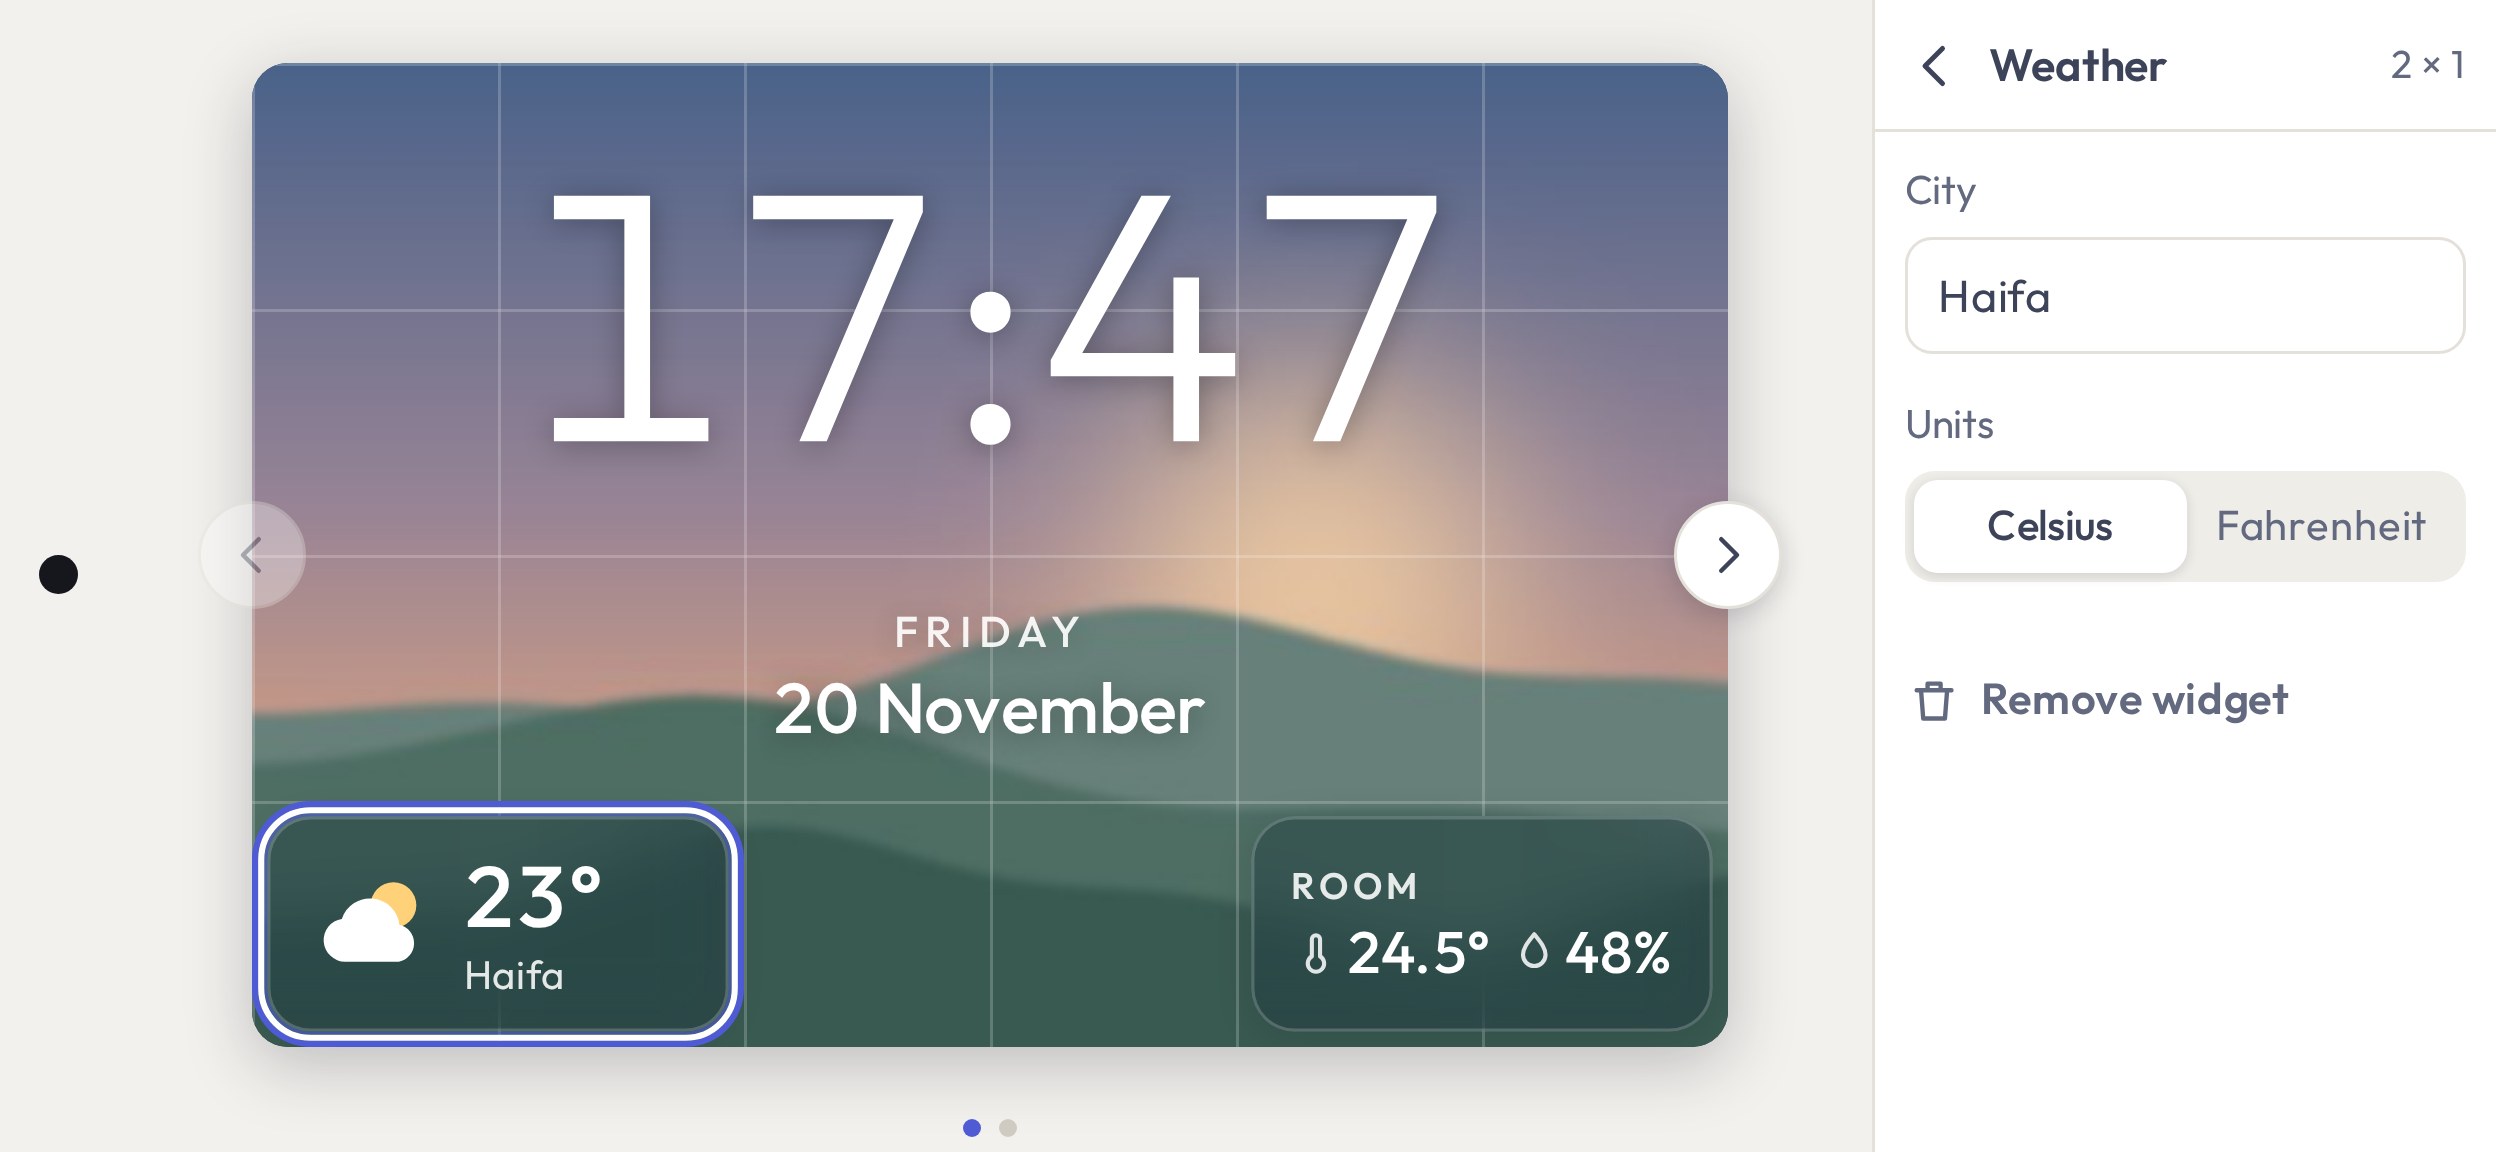 17:47
FRIDAY
20 November
23°
Haifa
ROOM
24.5° 48%
Weather
2 × 1
City
Haifa
Units
Celsius
Fahrenheit
Remove widget